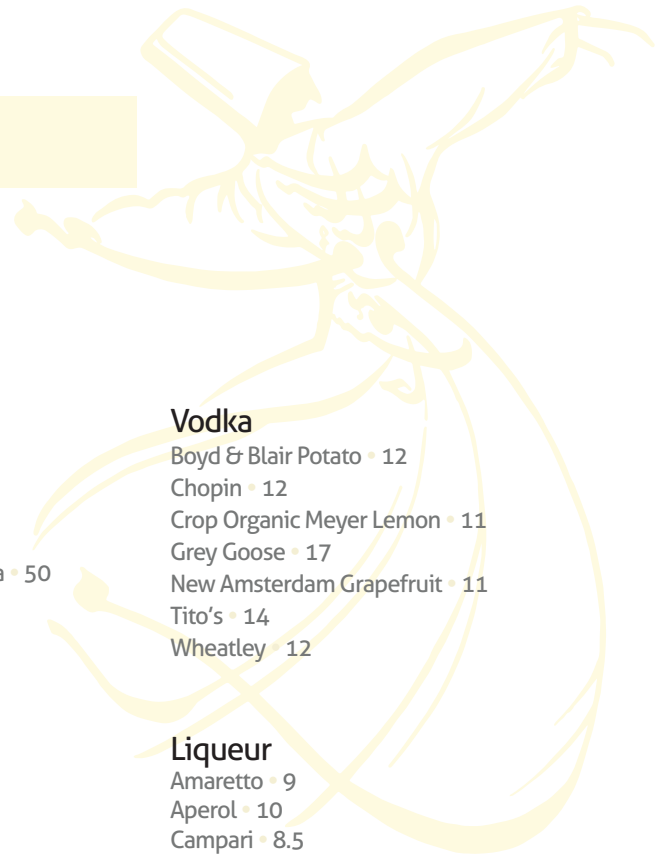 a • 50
Vodka
Boyd & Blair Potato • 12
Chopin • 12
Crop Organic Meyer Lemon • 11
Grey Goose • 17
New Amsterdam Grapefruit • 11
Tito's • 14
Wheatley • 12
Liqueur
Amaretto • 9
Aperol • 10
Campari • 8.5